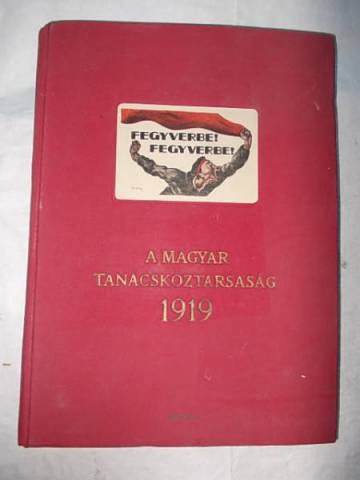 FEGYVERBE!
FEGYVERBE!
A MAGYAR
TANÁCSKÖZTÁRSASÁG
1919